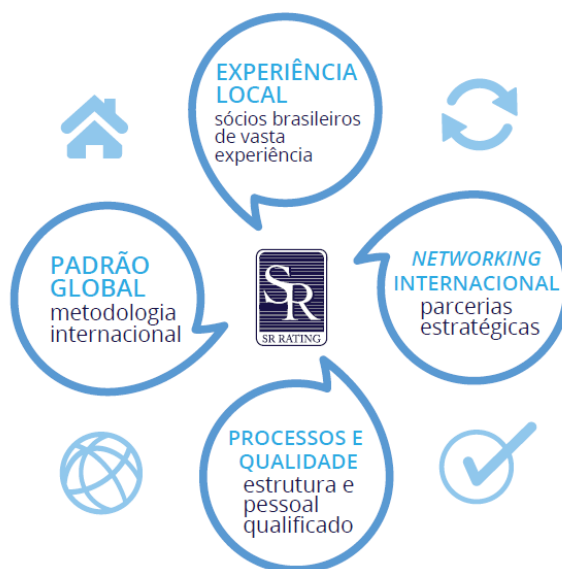 EXPERIÊNCIA
LOCAL
sócios brasileiros
de vasta
experiência
PADRÃO
GLOBAL
metodologia
internacional
SR
SR RATING
NETWORKING
INTERNACIONAL
parcerias
estratégicas
PROCESSOS E
QUALIDADE
estrutura e
pessoal
qualificado